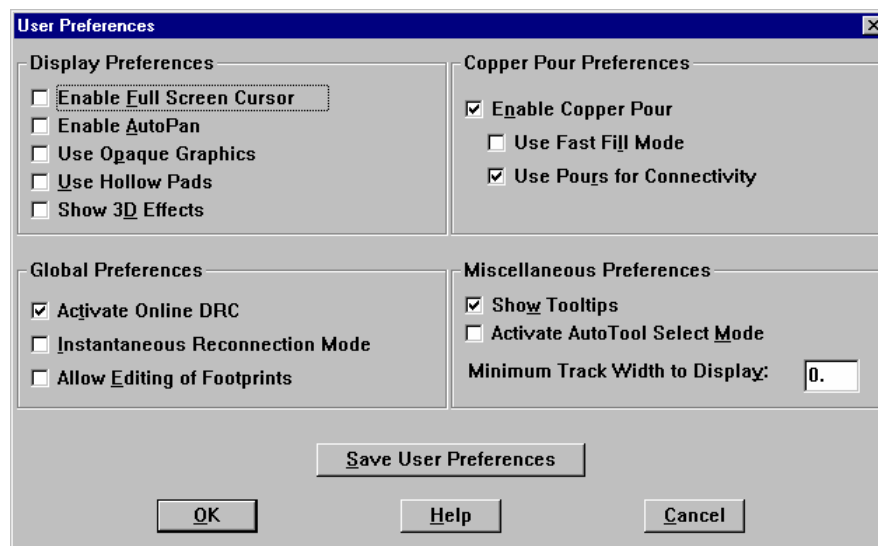 User Preferences
Display Preferences
Enable Full Screen Cursor
Enable AutoPan
Use Opaque Graphics
Use Hollow Pads
Show 3D Effects
Copper Pour Preferences
Enable Copper Pour
Use Fast Fill Mode
Use Pours for Connectivity
Global Preferences
Activate Online DRC
Instantaneous Reconnection Mode
Allow Editing of Footprints
Miscellaneous Preferences
Show Tooltips
Activate AutoTool Select Mode
Minimum Track Width to Display: 0.
Save User Preferences
OK Help Cancel